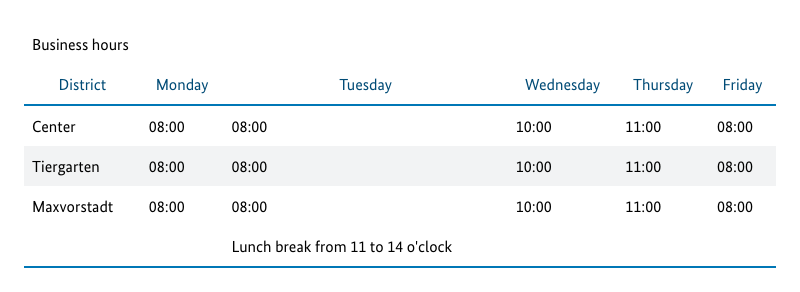 Business hours
District Monday Tuesday Wednesday Thursday Friday
Center 08:00 08:00 10:00 11:00 08:00
Tiergarten 08:00 08:00 10:00 11:00 08:00
Maxvorstadt 08:00 08:00 10:00 11:00 08:00
Lunch break from 11 to 14 o'clock